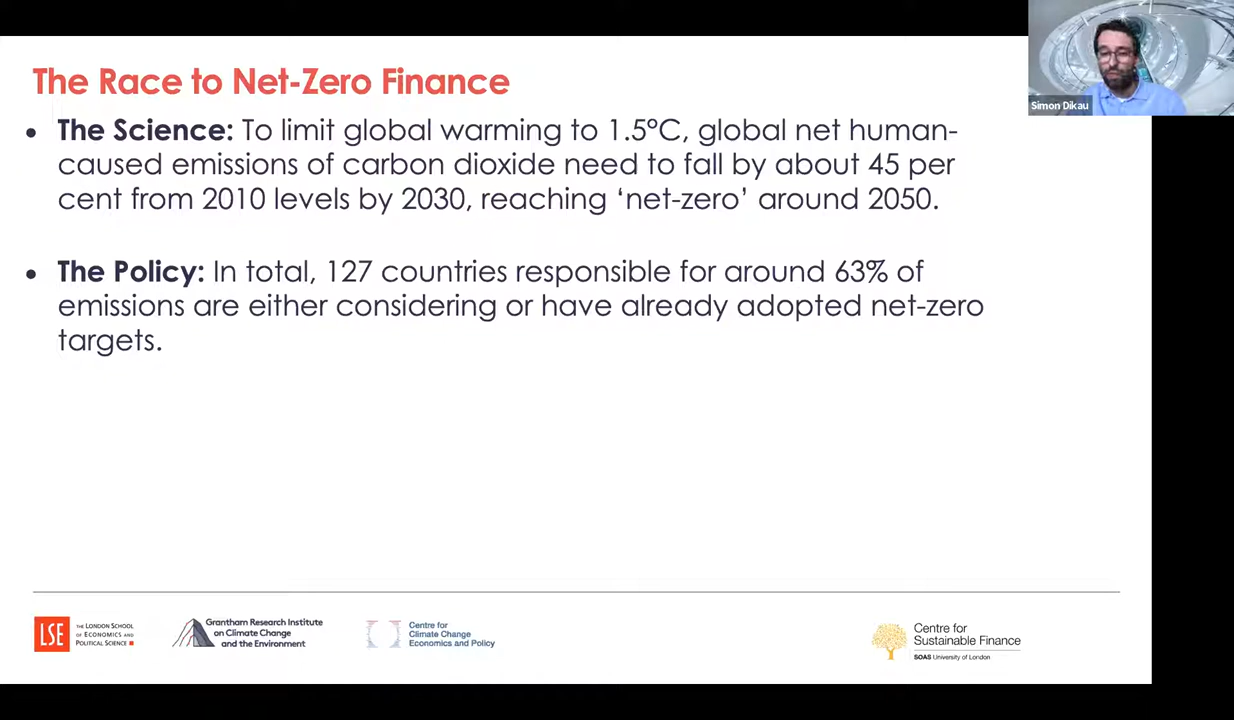 The Race to Net-Zero Finance
• The Science: To limit global warming to 1.5°C, global net human-
caused emissions of carbon dioxide need to fall by about 45 per
cent from 2010 levels by 2030, reaching ‘net-zero’ around 2050.
• The Policy: In total, 127 countries responsible for around 63% of
emissions are either considering or have already adopted net-zero
targets.
Simon Dikau
LSE
THE LONDON SCHOOL
OF ECONOMICS AND
POLITICAL SCIENCE
Grantham Research Institute
on Climate Change
and the Environment
Centre for
Climate Change
Economics and Policy
Centre for
Sustainable Finance
SOAS University of London